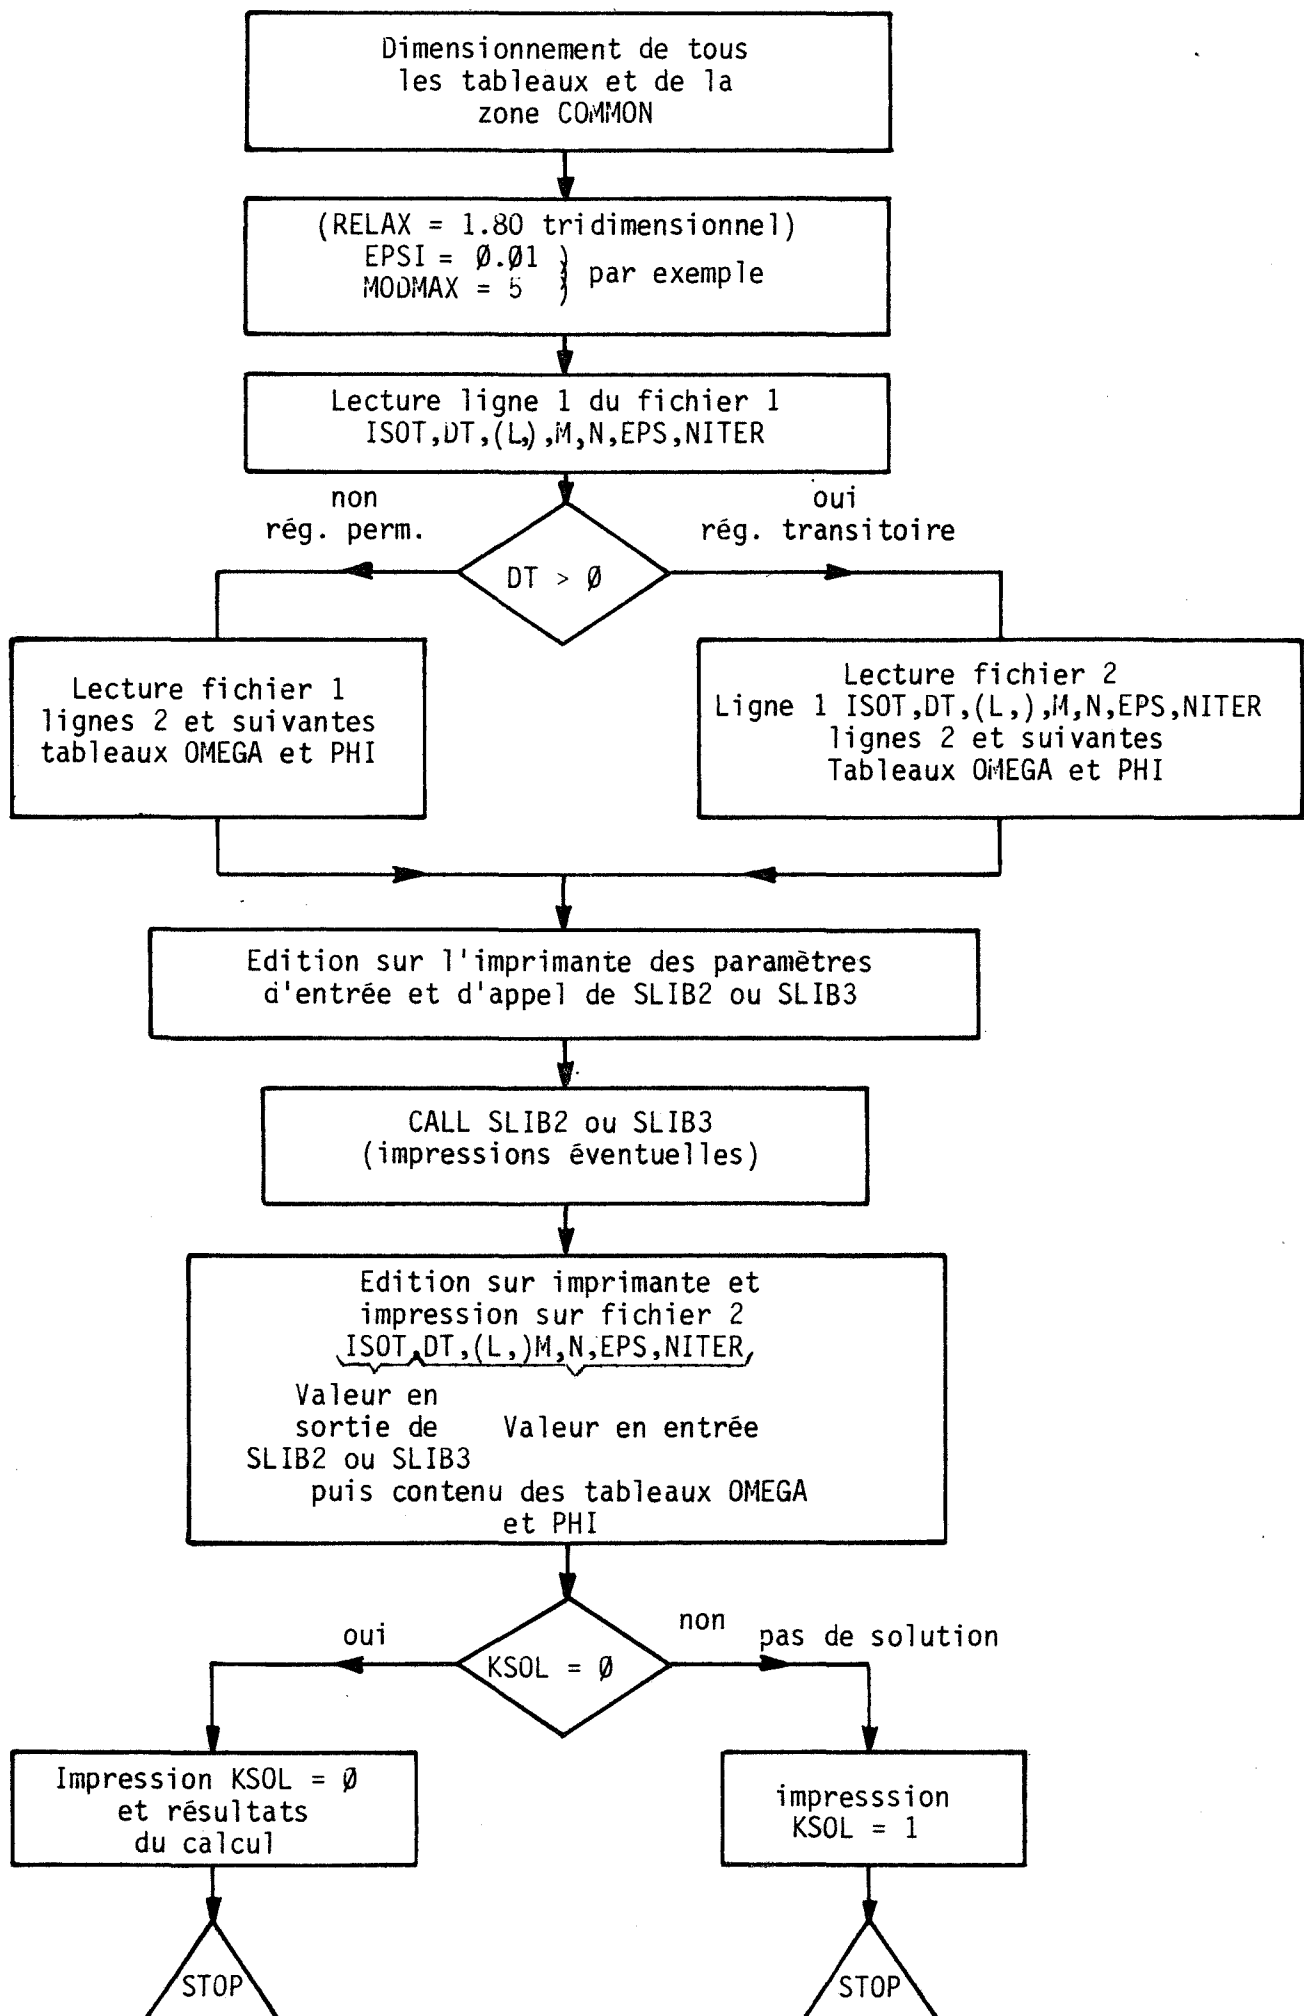 Dimensionnement de tous
les tableaux et de la
zone COMMON
(RELAX = 1.80 tridimensionnel)
EPSI = Ø.Ø1
MODMAX = 5
par exemple
Lecture ligne 1 du fichier 1
ISOT,DT,(L,),M,N,EPS,NITER
non
rég. perm.
oui
rég. transitoire
DT > Ø
Lecture fichier 1
lignes 2 et suivantes
tableaux OMEGA et PHI
Lecture fichier 2
Ligne 1 ISOT,DT,(L,),M,N,EPS,NITER
lignes 2 et suivantes
Tableaux OMEGA et PHI
Edition sur l'imprimante des paramètres
d'entrée et d'appel de SLIB2 ou SLIB3
CALL SLIB2 ou SLIB3
(impressions éventuelles)
Edition sur imprimante et
impression sur fichier 2
ISOT,DT,(L,)M,N,EPS,NITER,
Valeur en
sortie de Valeur en entrée
SLIB2 ou SLIB3
puis contenu des tableaux OMEGA
et PHI
oui
non
pas de solution
KSOL = Ø
Impression KSOL = Ø
et résultats
du calcul
impresssion
KSOL = 1
STOP
STOP